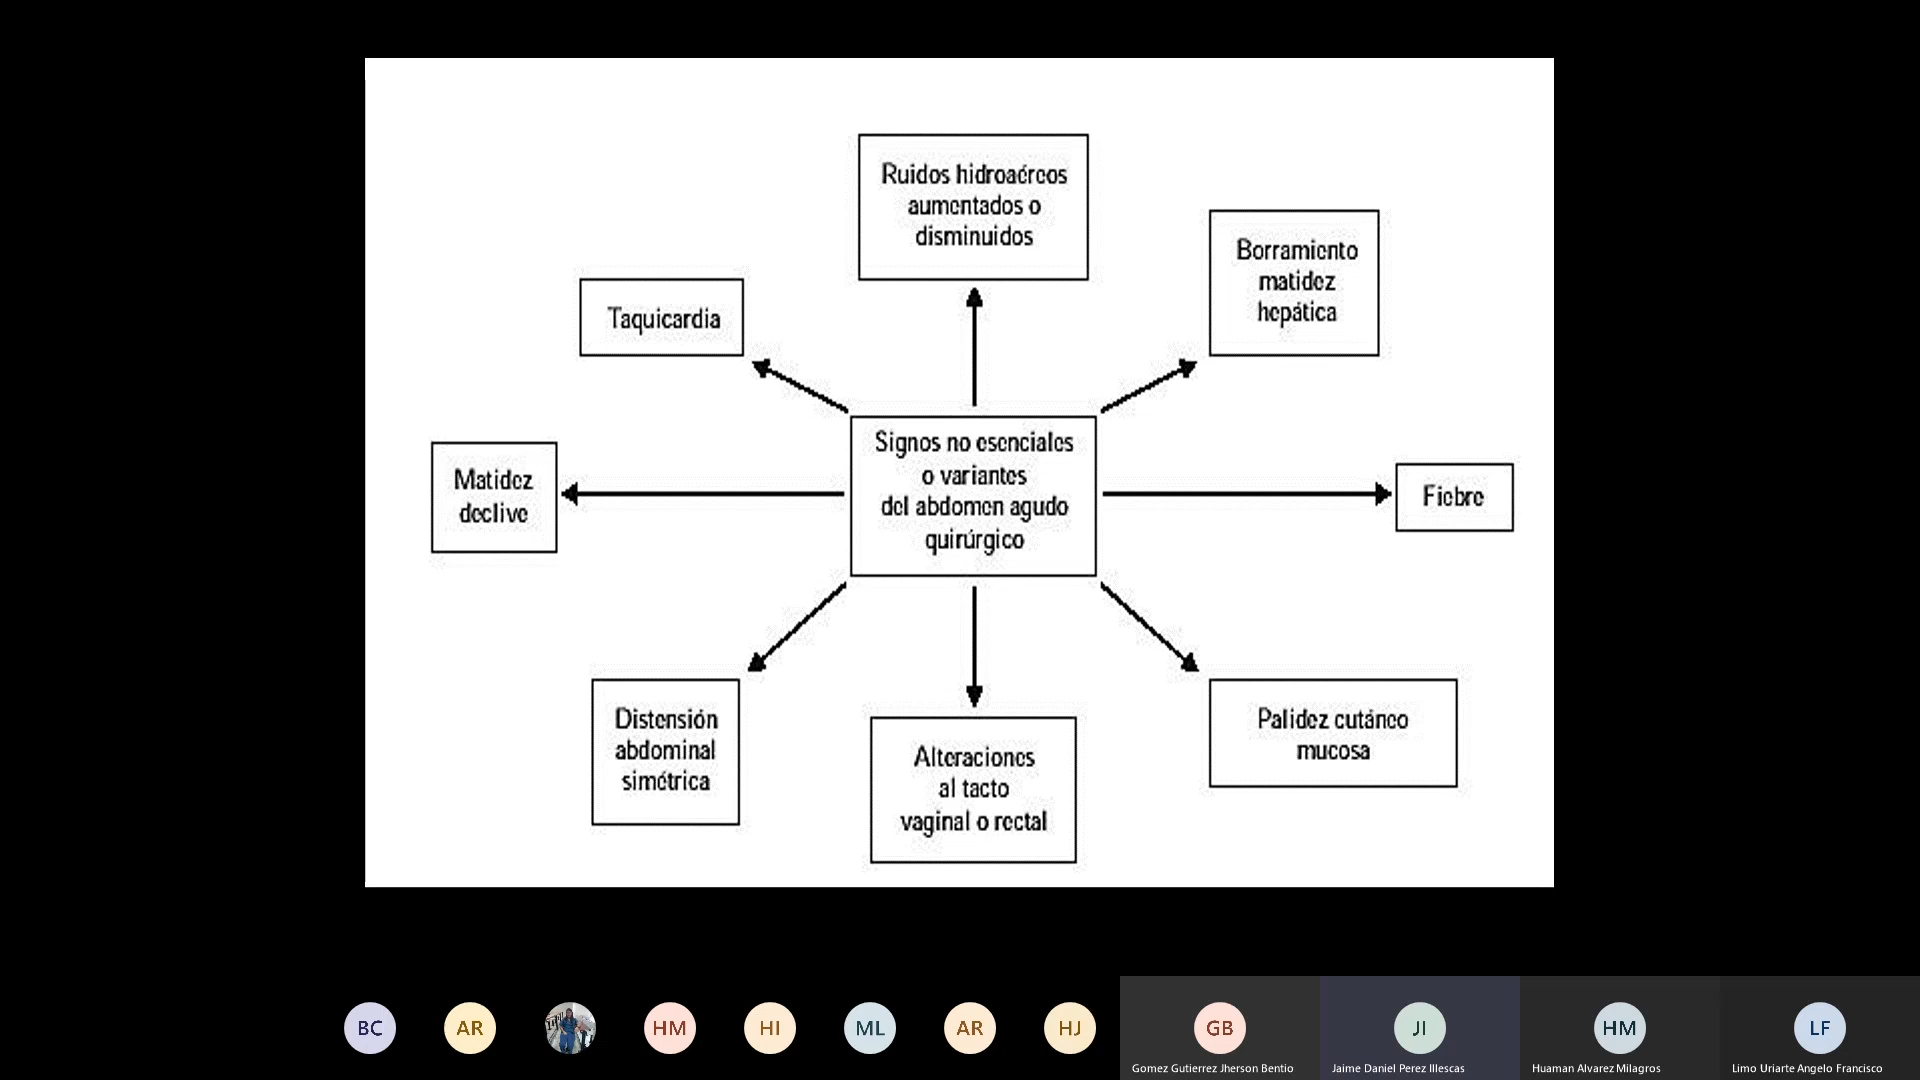 Ruidos hidroaéreos
aumentados o
disminuidos
Borramiento
matidez
hepática
Taquicardia
Signos no esenciales
o variantes
del abdomen agudo
quirúrgico
Matidez
declive
Fiebre
Distensión
abdominal
simétrica
Alteraciones
al tacto
vaginal o rectal
Palidez cutáneo
mucosa
BC
AR
HM
HI
ML
AR
HJ
GB
JI
HM
LF
Gomez Gutierrez Jherson Bentio
Jaime Daniel Perez Illescas
Huaman Alvarez Milagros
Limo Uriarte Angelo Francisco